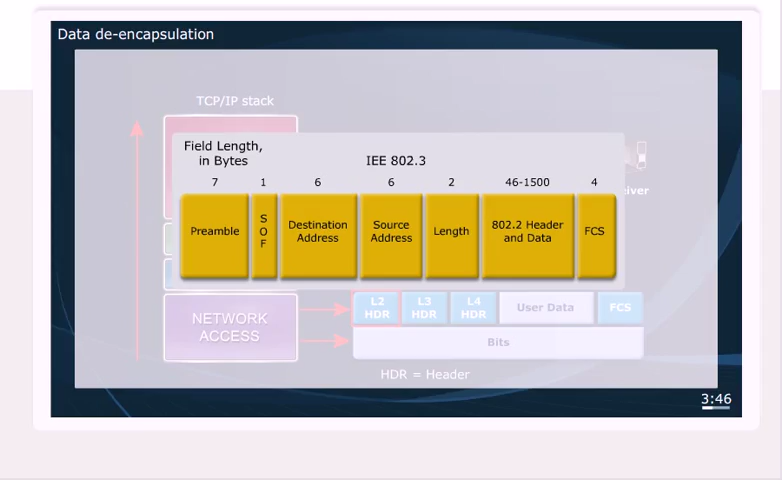 Data de-encapsulation
TCP/IP stack
Field Length,
in Bytes
IEE 802.3
7 1 6 6 2 46-1500 4
Preamble
S
O
F
Destination
Address
Source
Address
Length
802.2 Header
and Data
FCS
NETWORK
ACCESS
L2
HDR
L3
HDR
L4
HDR
User Data
FCS
Bits
HDR = Header
3:46